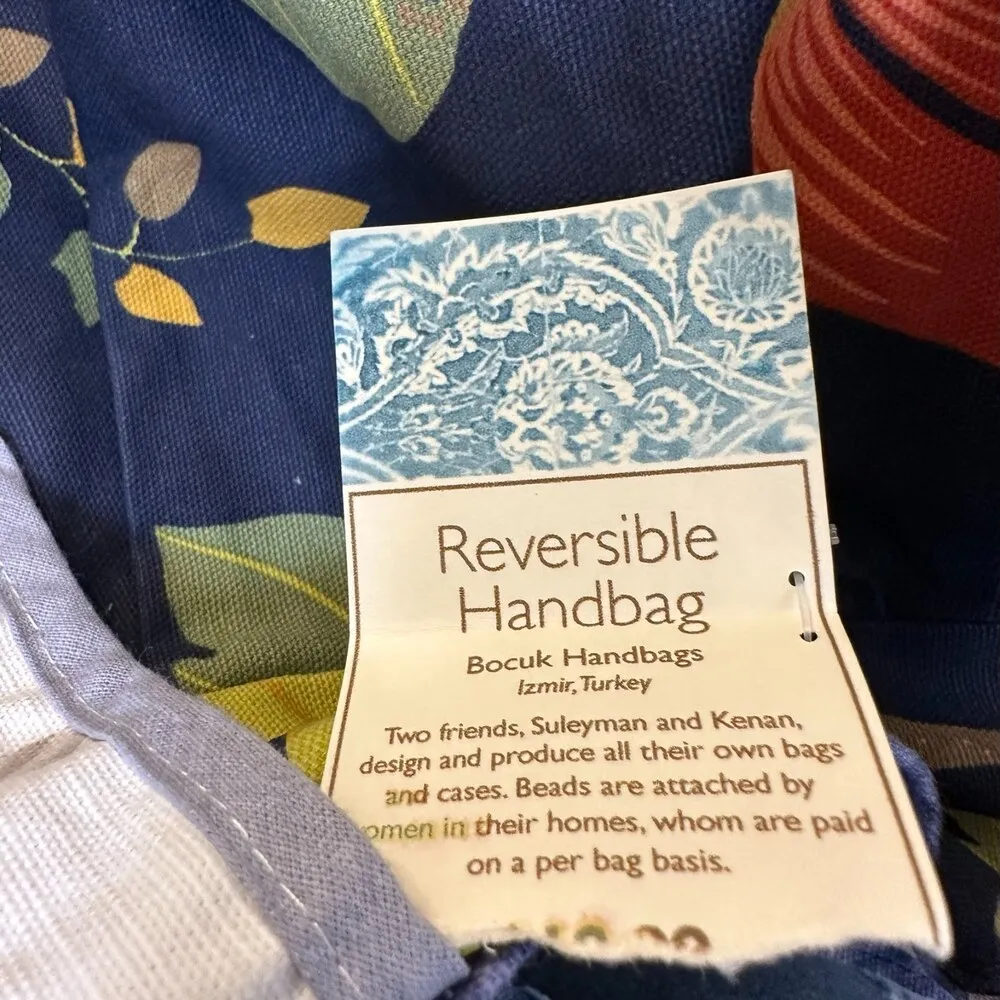 Reversible
Handbag
Bocuk Handbags
Izmir, Turkey
Two friends, Suleyman and Kenan,
design and produce all their own bags
and cases. Beads are attached by
omen in their homes, whom are paid
on a per bag basis.